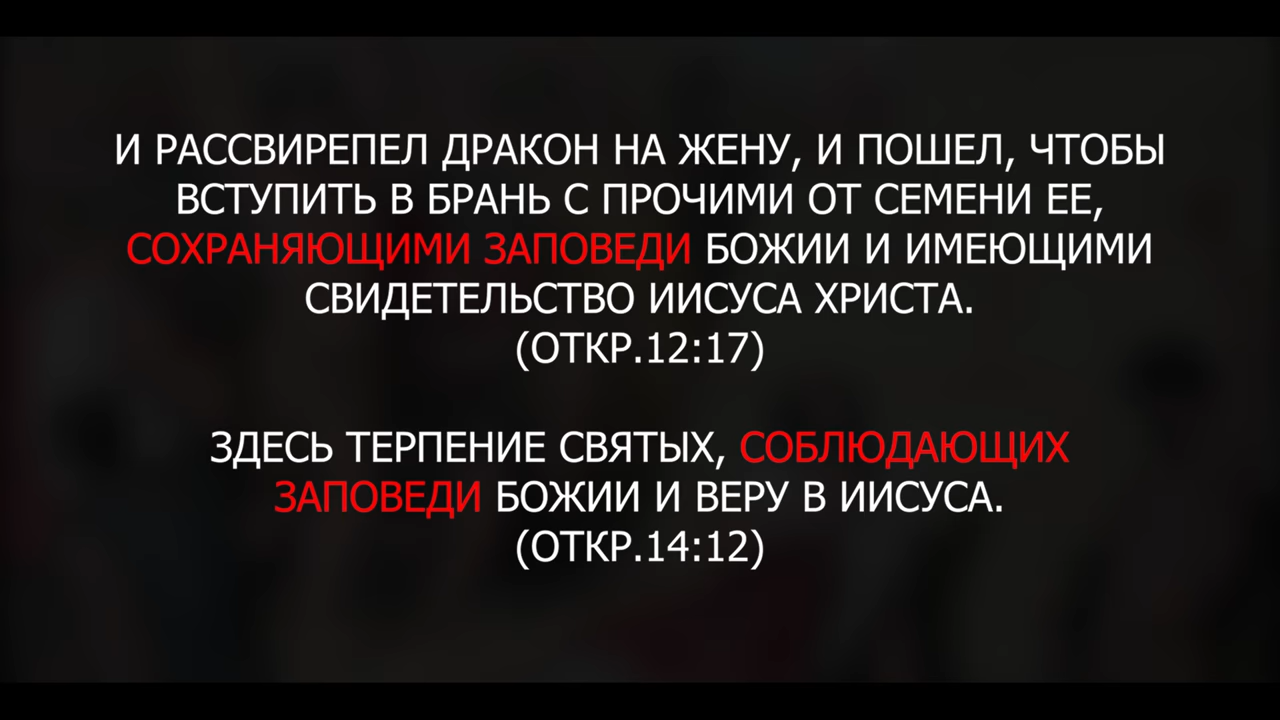 И РАССВИРЕПЕЛ ДРАКОН НА ЖЕНУ, И ПОШЕЛ, ЧТОБЫ
ВСТУПИТЬ В БРАНЬ С ПРОЧИМИ ОТ СЕМЕНИ ЕЕ,
СОХРАНЯЮЩИМИ ЗАПОВЕДИ БОЖИИ И ИМЕЮЩИМИ
СВИДЕТЕЛЬСТВО ИИСУСА ХРИСТА.
(ОТКР.12:17)
ЗДЕСЬ ТЕРПЕНИЕ СВЯТЫХ, СОБЛЮДАЮЩИХ
ЗАПОВЕДИ БОЖИИ И ВЕРУ В ИИСУСА.
(ОТКР.14:12)